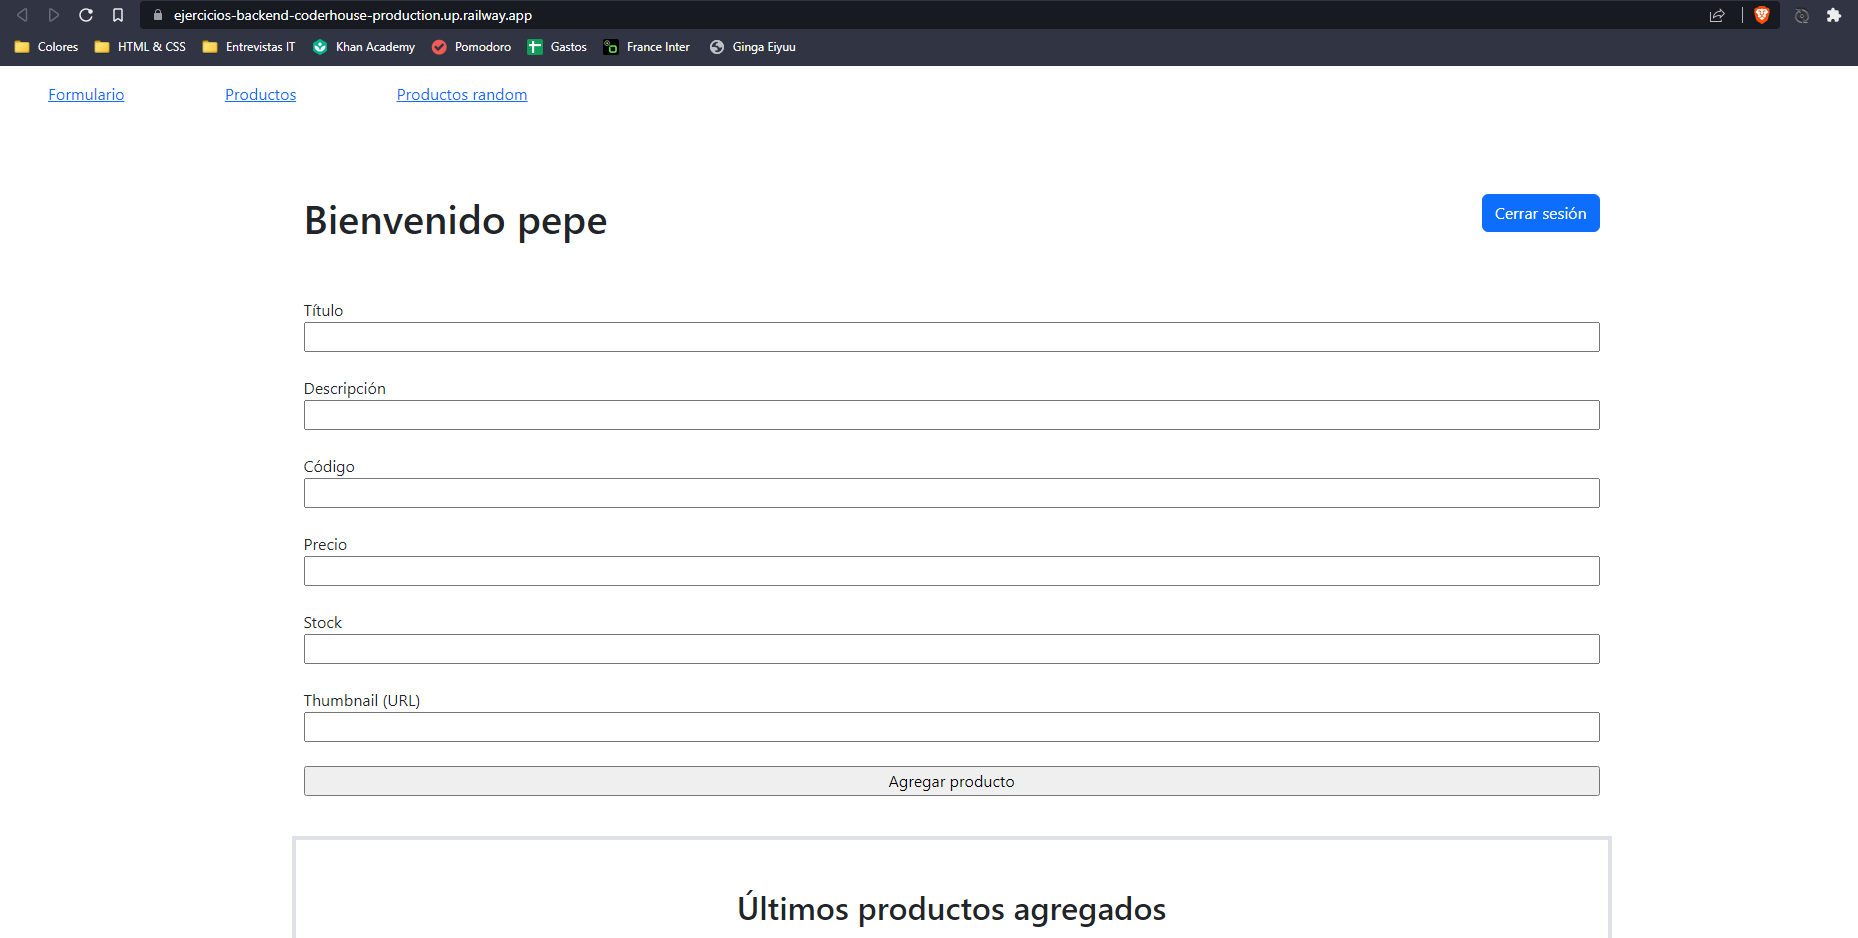 ejercicios-backend-coderhouse-production.up.railway.app
Colores HTML & CSS Entrevistas IT Khan Academy Pomodoro Gastos France Inter Ginga Eiyuu
Formulario Productos Productos random
Bienvenido pepe
Cerrar sesión
Título
Descripción
Código
Precio
Stock
Thumbnail (URL)
Agregar producto
Últimos productos agregados